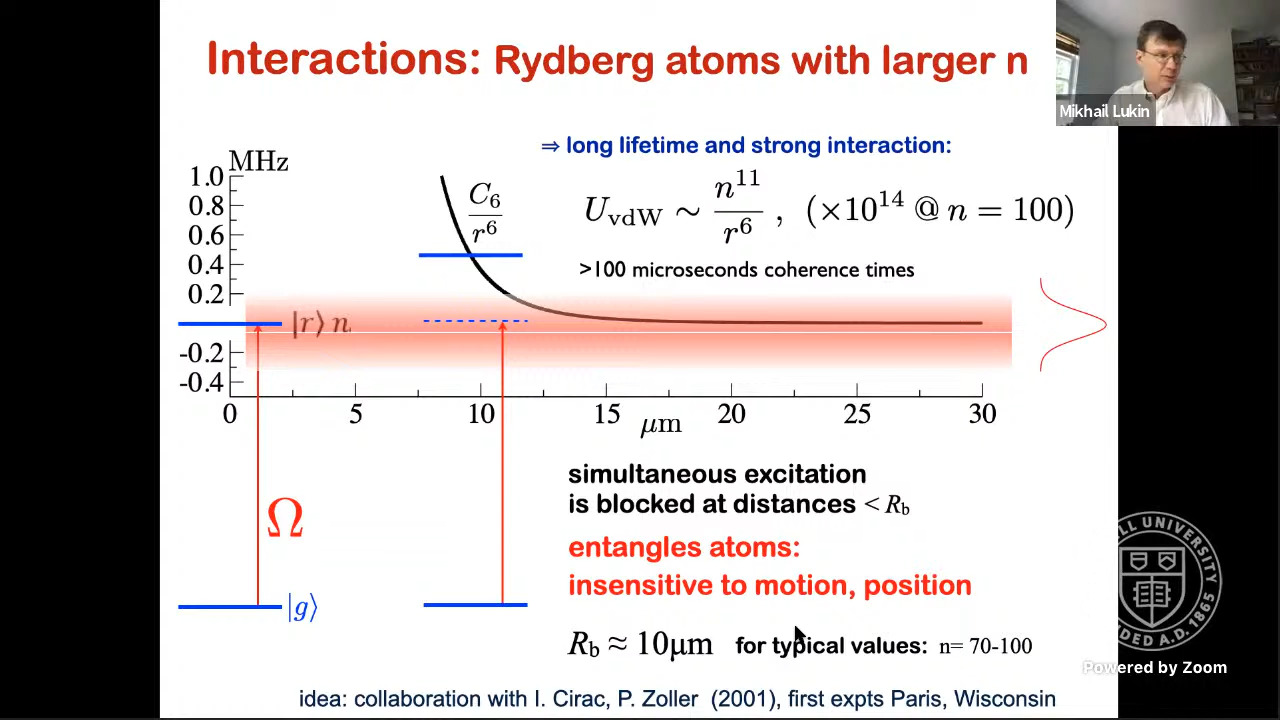 Interactions: Rydberg atoms with larger n
Mikhail Lukin
⇒ long lifetime and strong interaction:
MHz
1.0
0.8
0.6
0.4
0.2
-0.2
-0.4
C₆/r⁶
U_vdW ∼ n¹¹/r⁶ , (×10¹⁴ @ n = 100)
>100 microseconds coherence times
|r⟩ n
0 5 10 15 20 25 30
μm
Ω
|g⟩
simultaneous excitation
is blocked at distances < R_b
entangles atoms:
insensitive to motion, position
R_b ≈ 10μm for typical values: n= 70-100
idea: collaboration with I. Cirac, P. Zoller (2001), first expts Paris, Wisconsin
LL UNIVERSITY
DED A.D. 1865
Powered by Zoom